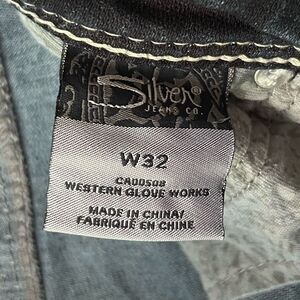 Silver
JEANS CO.
W32
CA00508
WESTERN GLOVE WORKS
MADE IN CHINA/
FABRIQUÉ EN CHINE